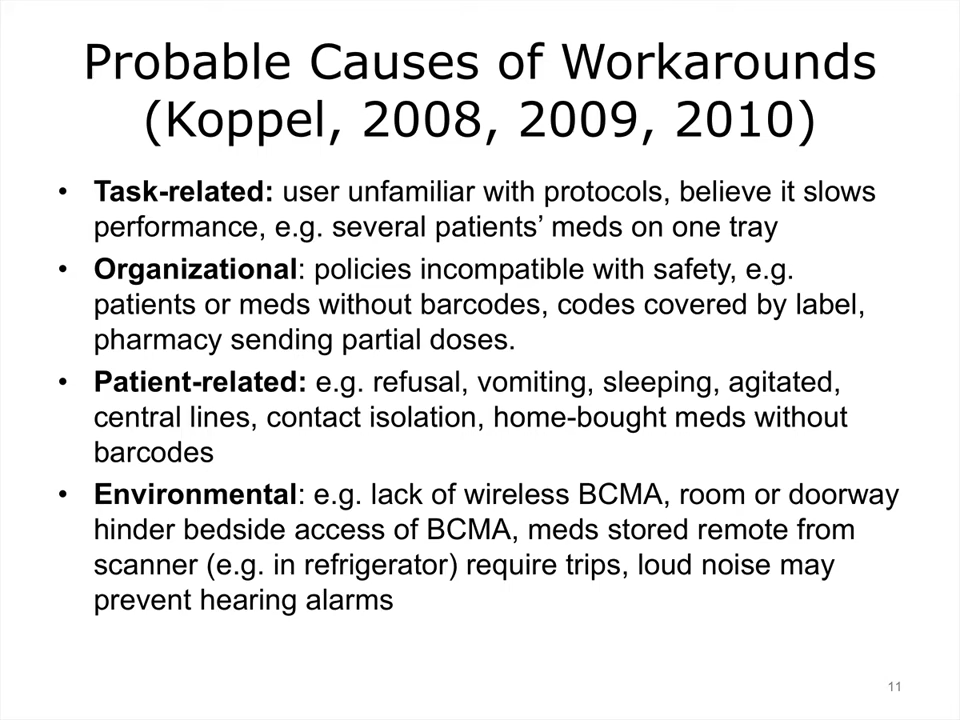 Probable Causes of Workarounds
(Koppel, 2008, 2009, 2010)
• Task-related: user unfamiliar with protocols, believe it slows
performance, e.g. several patients’ meds on one tray
• Organizational: policies incompatible with safety, e.g.
patients or meds without barcodes, codes covered by label,
pharmacy sending partial doses.
• Patient-related: e.g. refusal, vomiting, sleeping, agitated,
central lines, contact isolation, home-bought meds without
barcodes
• Environmental: e.g. lack of wireless BCMA, room or doorway
hinder bedside access of BCMA, meds stored remote from
scanner (e.g. in refrigerator) require trips, loud noise may
prevent hearing alarms
11